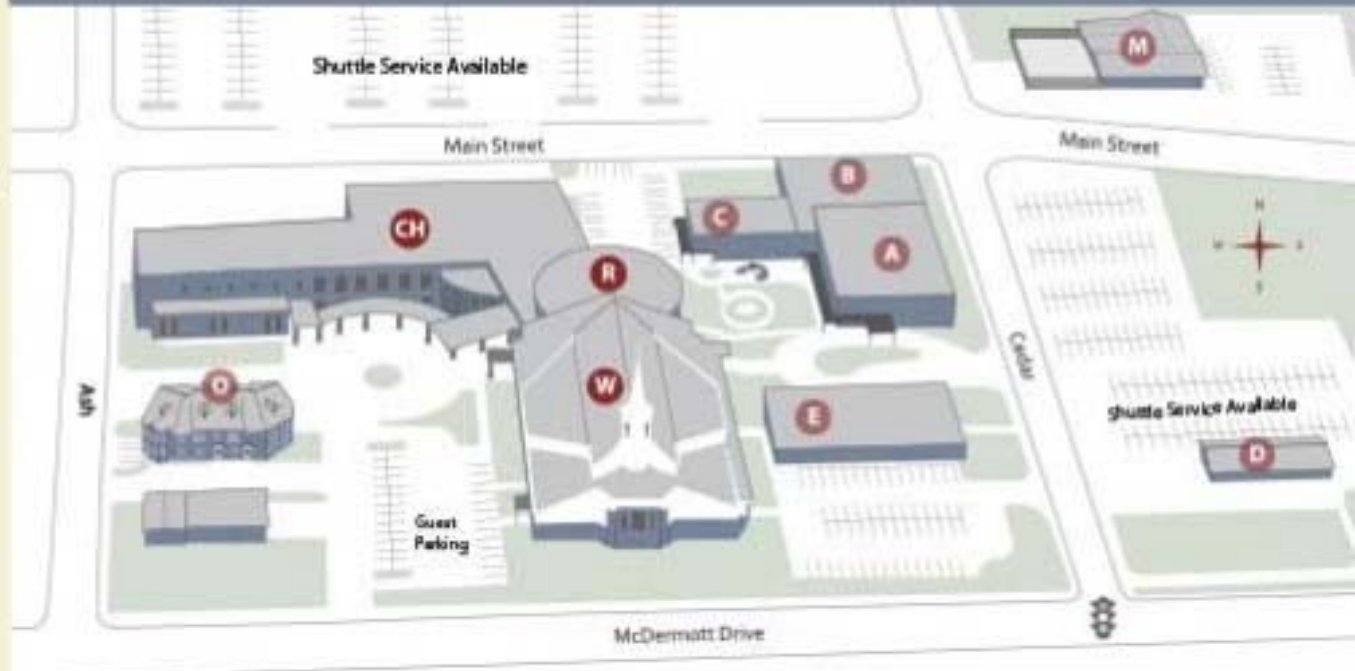 Shuttle Service Available
M
Main Street
Main Street
B
C
CH
A
R
N
W
E
S
Cedar
W
Ash
O
E
Shuttle Service Available
D
Guest
Parking
McDermott Drive